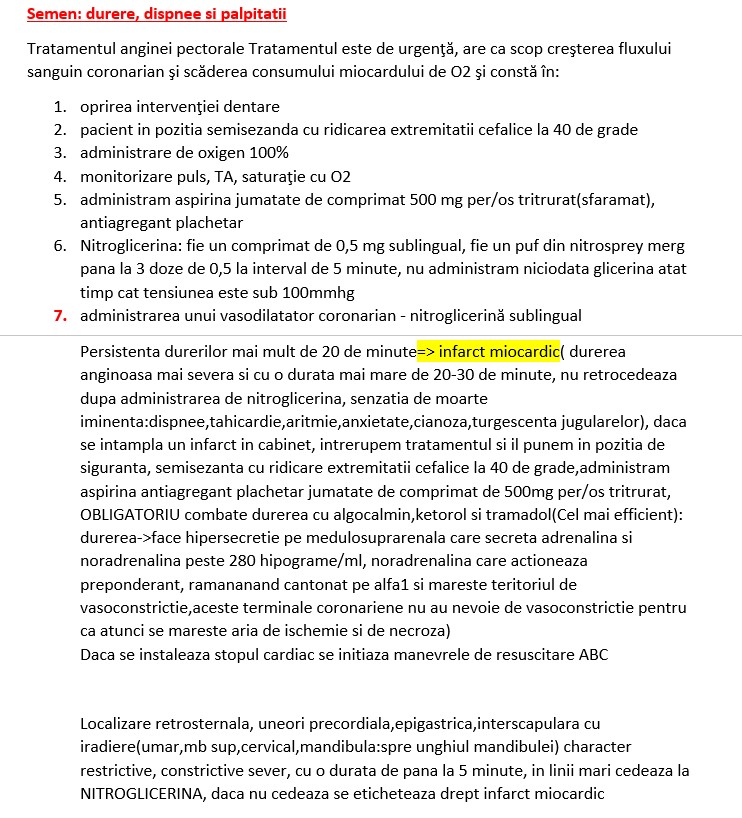 Semen: durere, dispnee si palpitatii
Tratamentul anginei pectorale Tratamentul este de urgenţă, are ca scop creşterea fluxului
sanguin coronarian şi scăderea consumului miocardului de O2 şi constă în:
1. oprirea intervenţiei dentare
2. pacient in pozitia semisezanda cu ridicarea extremitatii cefalice la 40 de grade
3. administrare de oxigen 100%
4. monitorizare puls, TA, saturaţie cu O2
5. administram aspirina jumatate de comprimat 500 mg per/os tritrurat(sfaramat),
antiagregant plachetar
6. Nitroglicerina: fie un comprimat de 0,5 mg sublingual, fie un puf din nitrosprey merg
pana la 3 doze de 0,5 la interval de 5 minute, nu administram niciodata glicerina atat
timp cat tensiunea este sub 100mmhg
7. administrarea unui vasodilatator coronarian - nitroglicerină sublingual
Persistenta durerilor mai mult de 20 de minute=> infarct miocardic( durerea
anginoasa mai severa si cu o durata mai mare de 20-30 de minute, nu retrocedeaza
dupa administrarea de nitroglicerina, senzatia de moarte
iminenta:dispnee,tahicardie,aritmie,anxietate,cianoza,turgescenta jugularelor), daca
se intampla un infarct in cabinet, intrerupem tratamentul si il punem in pozitia de
siguranta, semisezanta cu ridicare extremitatii cefalice la 40 de grade,administram
aspirina antiagregant plachetar jumatate de comprimat de 500mg per/os tritrurat,
OBLIGATORIU combate durerea cu algocalmin,ketorol si tramadol(Cel mai efficient):
durerea->face hipersecretie pe medulosuprarenala care secreta adrenalina si
noradrenalina peste 280 hipograme/ml, noradrenalina care actioneaza
preponderant, ramananand cantonat pe alfa1 si mareste teritoriul de
vasoconstrictie,aceste terminale coronariene nu au nevoie de vasoconstrictie pentru
ca atunci se mareste aria de ischemie si de necroza)
Daca se instaleaza stopul cardiac se initiaza manevrele de resuscitare ABC
Localizare retrosternala, uneori precordiala,epigastrica,interscapulara cu
iradiere(umar,mb sup,cervical,mandibula:spre unghiul mandibulei) character
restrictive, constrictive sever, cu o durata de pana la 5 minute, in linii mari cedeaza la
NITROGLICERINA, daca nu cedeaza se eticheteaza drept infarct miocardic